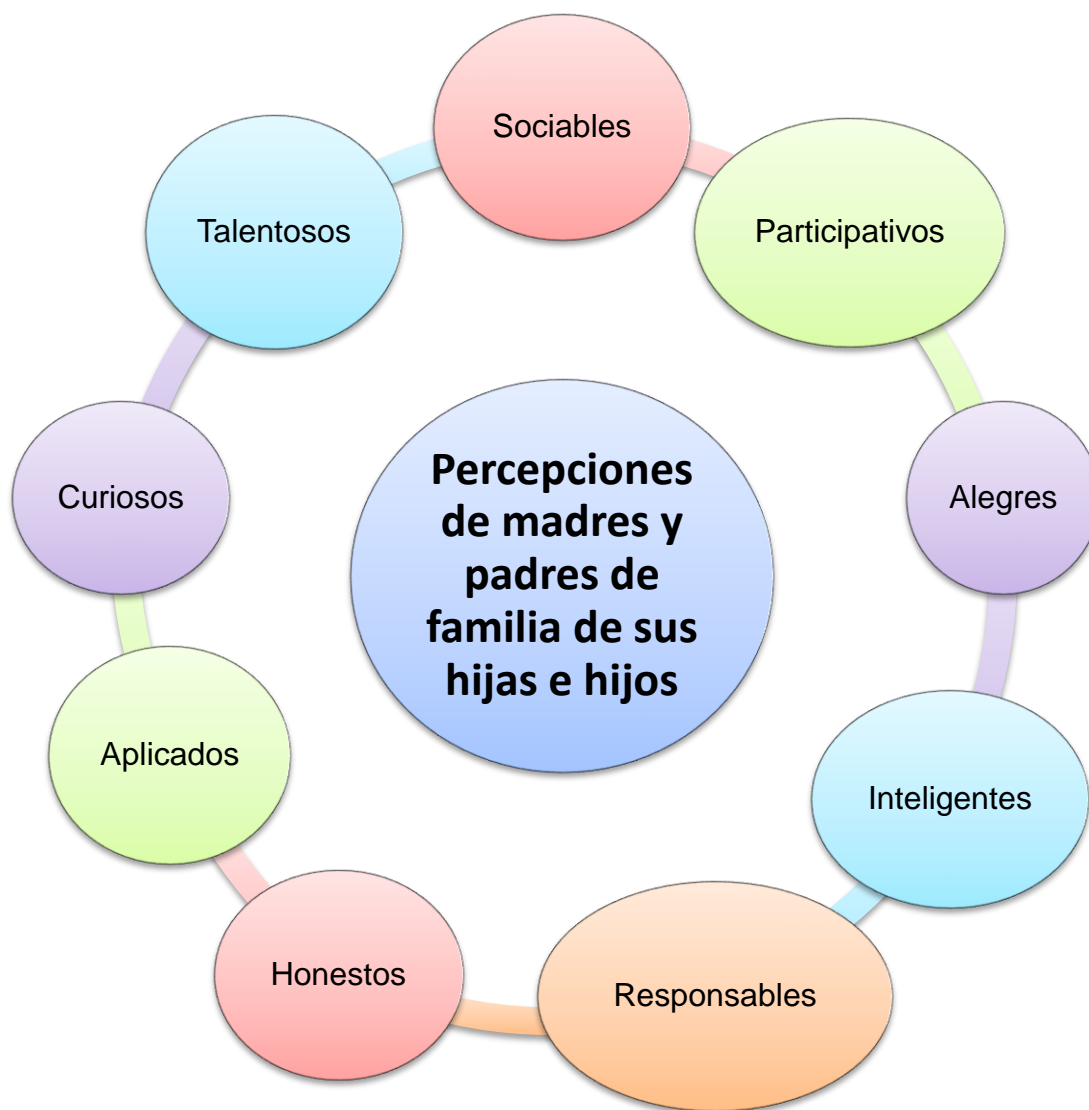 Sociables
Participativos
Alegres
Inteligentes
Responsables
Honestos
Aplicados
Curiosos
Talentosos
Percepciones
de madres y
padres de
familia de sus
hijas e hijos